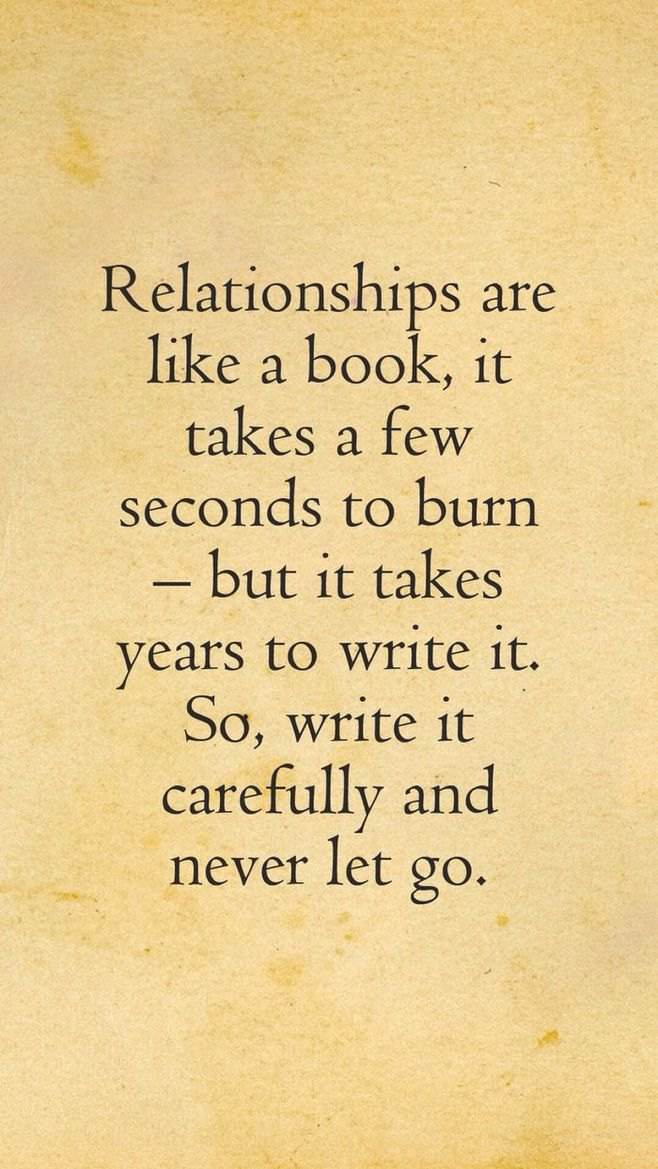 Relationships are
like a book, it
takes a few
seconds to burn
– but it takes
years to write it.
So, write it
carefully and
never let go.